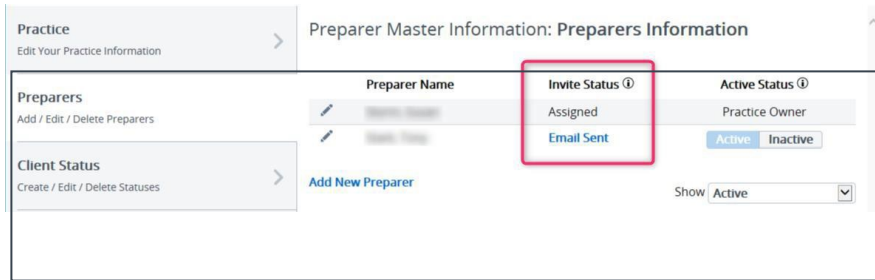 Practice
Edit Your Practice Information
Preparers
Add / Edit / Delete Preparers
Client Status
Create / Edit / Delete Statuses
Preparer Master Information: Preparers Information
Preparer Name Invite Status Active Status
Assigned Practice Owner
Email Sent Active Inactive
Add New Preparer
Show Active